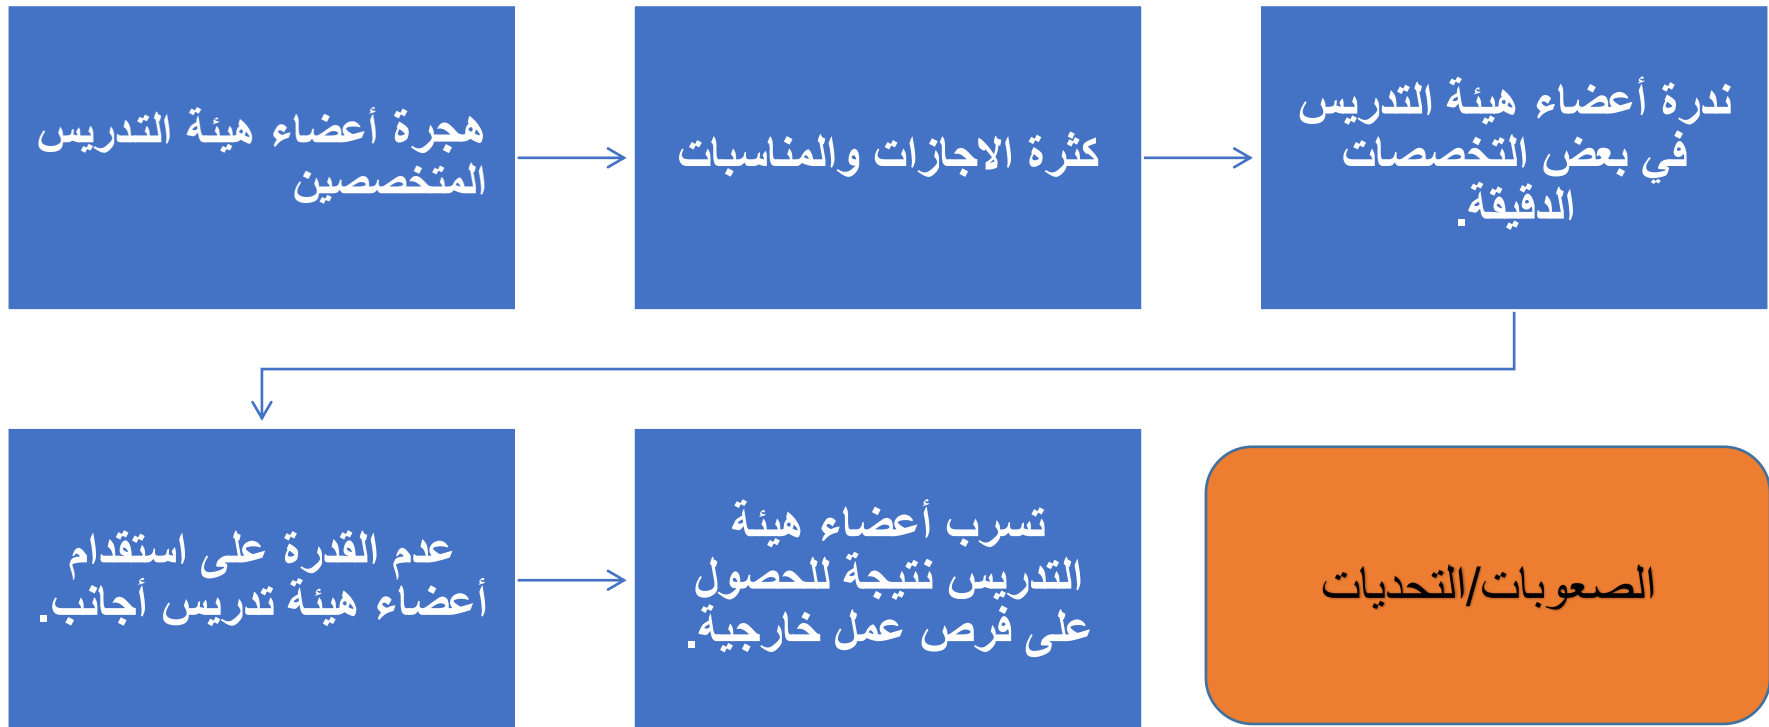 هجرة أعضاء هيئة التدريس
المتخصصين
كثرة الاجازات والمناسبات
ندرة أعضاء هيئة التدريس
في بعض التخصصات
الدقيقة.
عدم القدرة على استقدام
أعضاء هيئة تدريس أجانب.
تسرب أعضاء هيئة
التدريس نتيجة للحصول
على فرص عمل خارجية.
الصعوبات/التحديات